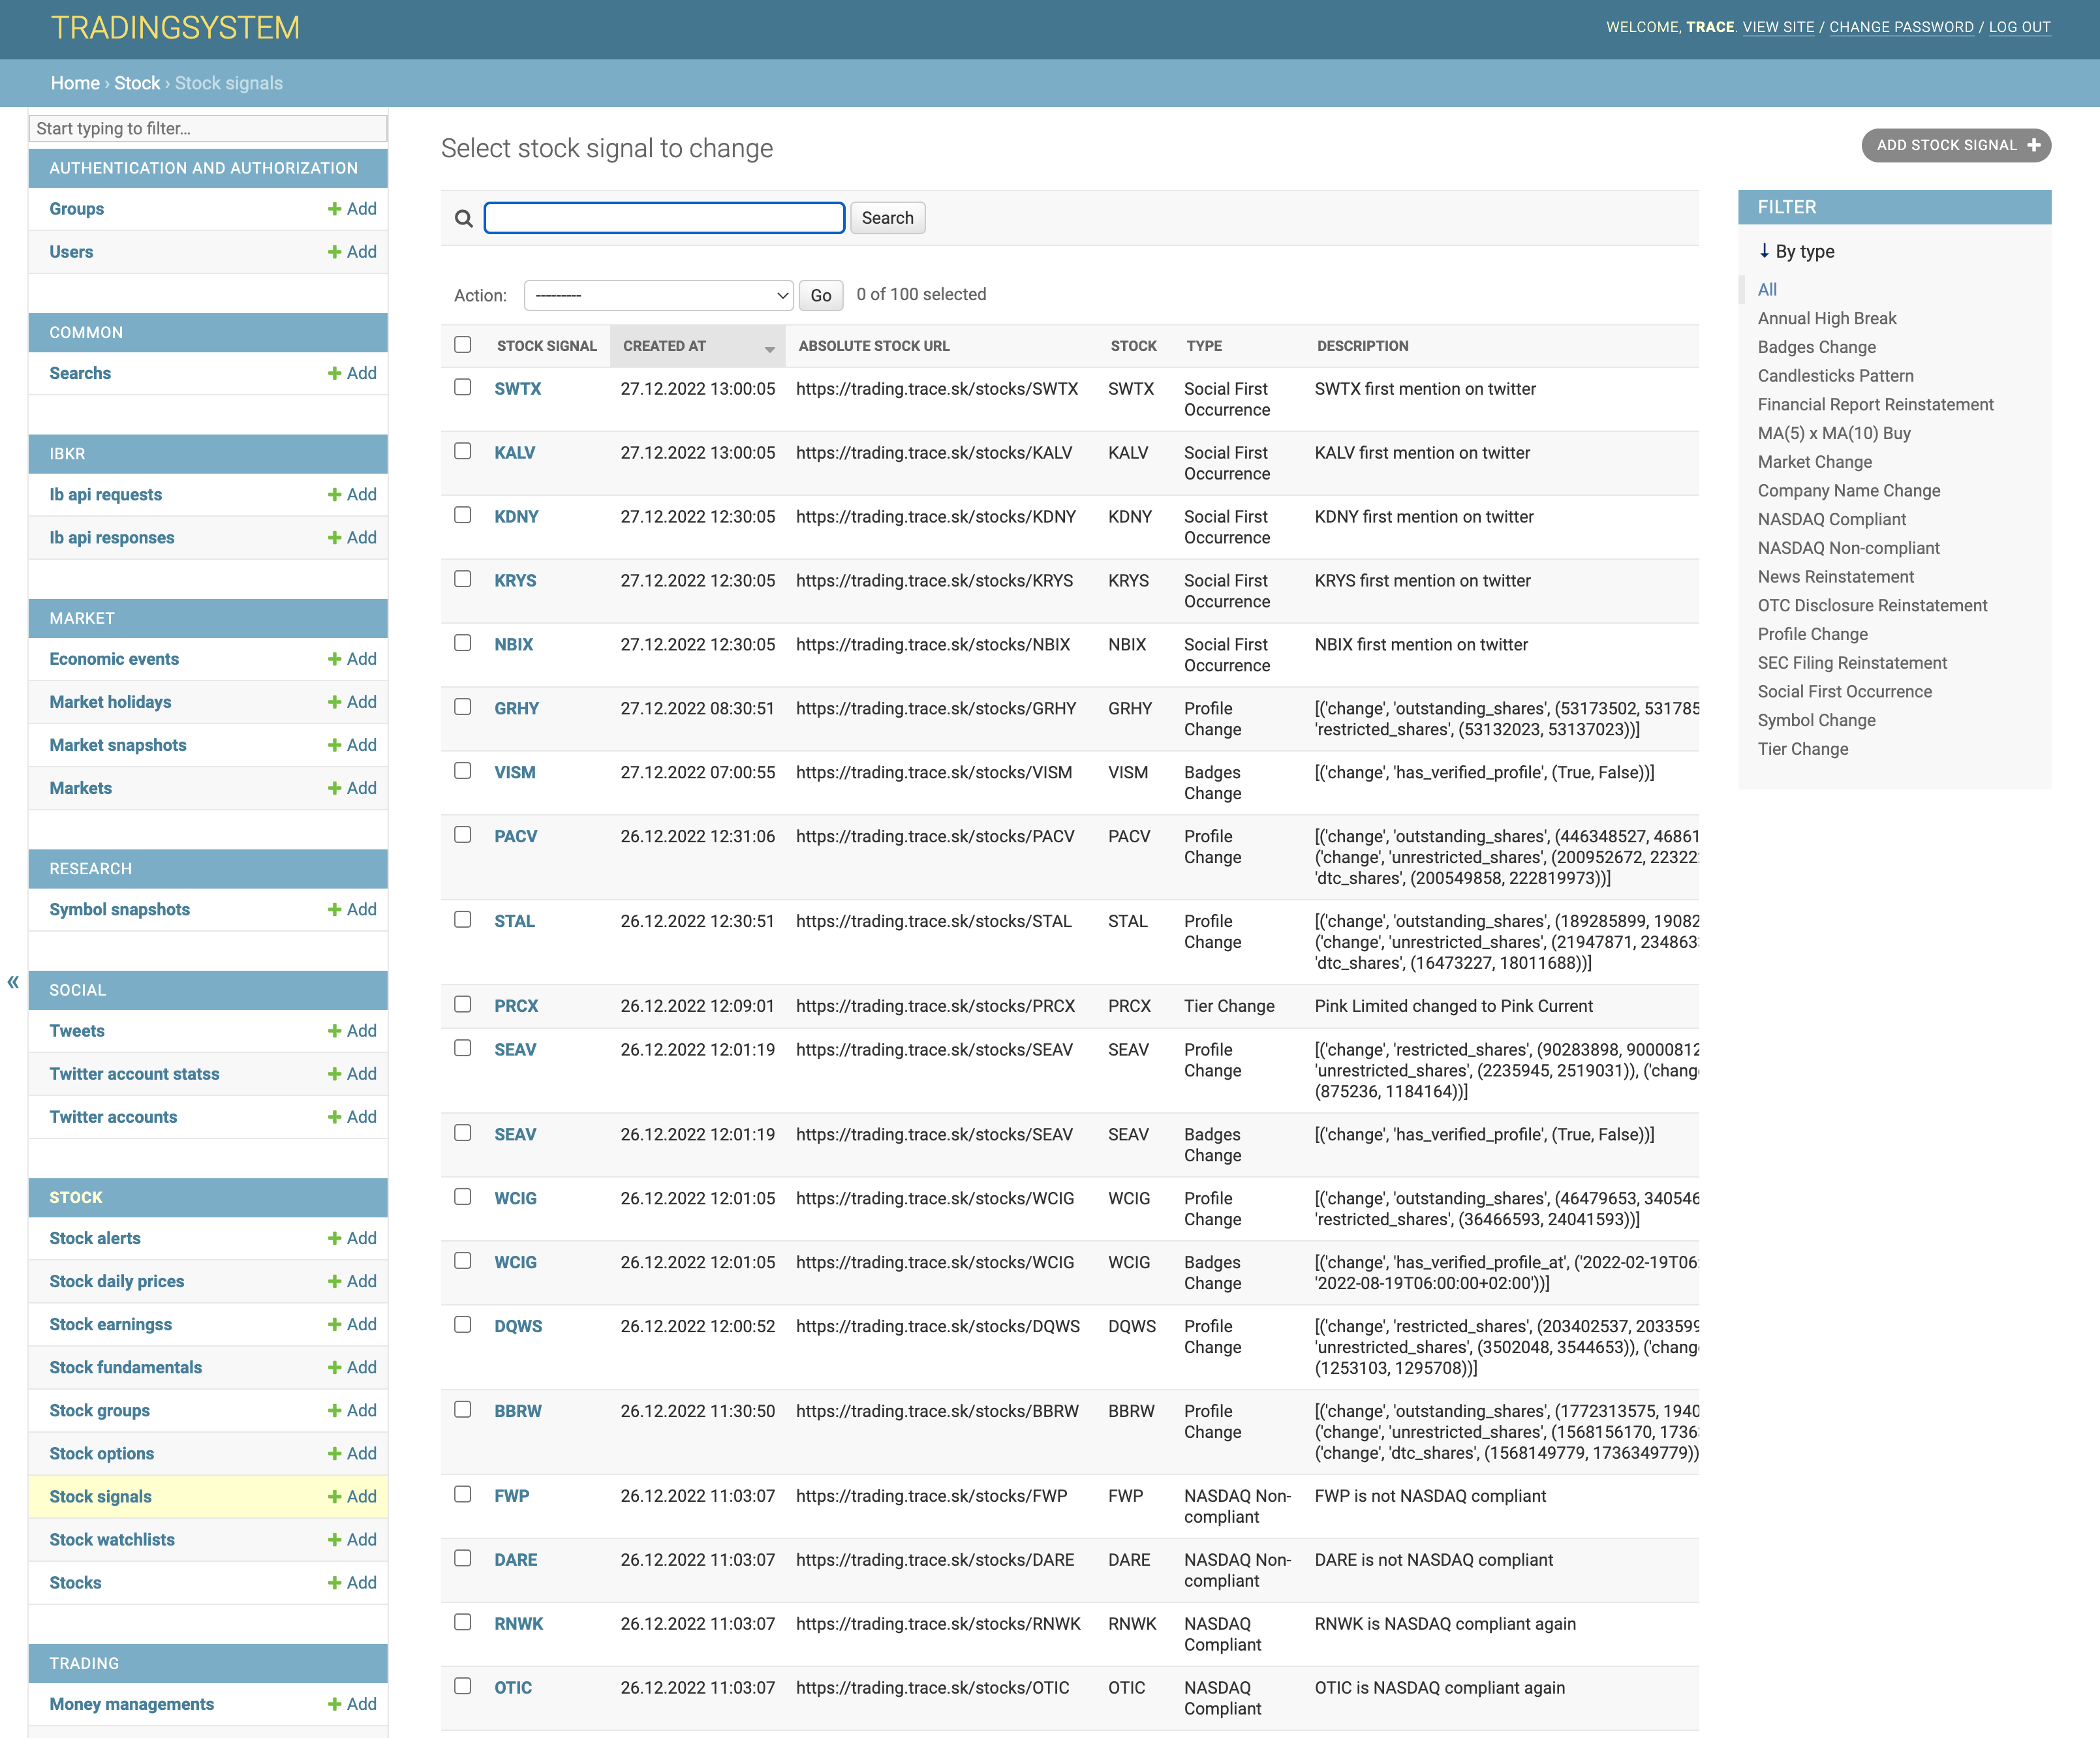 TRADINGSYSTEM
WELCOME, TRACE. VIEW SITE / CHANGE PASSWORD / LOG OUT
Home › Stock › Stock signals
Start typing to filter...
AUTHENTICATION AND AUTHORIZATION
Groups + Add
Users + Add
COMMON
Searchs + Add
IBKR
Ib api requests + Add
Ib api responses + Add
MARKET
Economic events + Add
Market holidays + Add
Market snapshots + Add
Markets + Add
RESEARCH
Symbol snapshots + Add
SOCIAL
Tweets + Add
Twitter account statss + Add
Twitter accounts + Add
STOCK
Stock alerts + Add
Stock daily prices + Add
Stock earningss + Add
Stock fundamentals + Add
Stock groups + Add
Stock options + Add
Stock signals + Add
Stock watchlists + Add
Stocks + Add
TRADING
Money managements + Add
«
Select stock signal to change
ADD STOCK SIGNAL +
Search
Action: --------- Go 0 of 100 selected
STOCK SIGNAL CREATED AT ABSOLUTE STOCK URL STOCK TYPE DESCRIPTION
SWTX 27.12.2022 13:00:05 https://trading.trace.sk/stocks/SWTX SWTX Social First SWTX first mention on twitter
Occurrence
KALV 27.12.2022 13:00:05 https://trading.trace.sk/stocks/KALV KALV Social First KALV first mention on twitter
Occurrence
KDNY 27.12.2022 12:30:05 https://trading.trace.sk/stocks/KDNY KDNY Social First KDNY first mention on twitter
Occurrence
KRYS 27.12.2022 12:30:05 https://trading.trace.sk/stocks/KRYS KRYS Social First KRYS first mention on twitter
Occurrence
NBIX 27.12.2022 12:30:05 https://trading.trace.sk/stocks/NBIX NBIX Social First NBIX first mention on twitter
Occurrence
GRHY 27.12.2022 08:30:51 https://trading.trace.sk/stocks/GRHY GRHY Profile [('change', 'outstanding_shares', (53173502, 531785
Change 'restricted_shares', (53132023, 53137023))]
VISM 27.12.2022 07:00:55 https://trading.trace.sk/stocks/VISM VISM Badges [('change', 'has_verified_profile', (True, False))]
Change
PACV 26.12.2022 12:31:06 https://trading.trace.sk/stocks/PACV PACV Profile [('change', 'outstanding_shares', (446348527, 46861
Change ('change', 'unrestricted_shares', (200952672, 22322
'dtc_shares', (200549858, 222819973))]
STAL 26.12.2022 12:30:51 https://trading.trace.sk/stocks/STAL STAL Profile [('change', 'outstanding_shares', (189285899, 19082
Change ('change', 'unrestricted_shares', (21947871, 234863
'dtc_shares', (16473227, 18011688))]
PRCX 26.12.2022 12:09:01 https://trading.trace.sk/stocks/PRCX PRCX Tier Change Pink Limited changed to Pink Current
SEAV 26.12.2022 12:01:19 https://trading.trace.sk/stocks/SEAV SEAV Profile [('change', 'restricted_shares', (90283898, 90000812
Change 'unrestricted_shares', (2235945, 2519031)), ('chang
(875236, 1184164))]
SEAV 26.12.2022 12:01:19 https://trading.trace.sk/stocks/SEAV SEAV Badges [('change', 'has_verified_profile', (True, False))]
Change
WCIG 26.12.2022 12:01:05 https://trading.trace.sk/stocks/WCIG WCIG Profile [('change', 'outstanding_shares', (46479653, 340546
Change 'restricted_shares', (36466593, 24041593))]
WCIG 26.12.2022 12:01:05 https://trading.trace.sk/stocks/WCIG WCIG Badges [('change', 'has_verified_profile_at', ('2022-02-19T06:
Change '2022-08-19T06:00:00+02:00'))]
DQWS 26.12.2022 12:00:52 https://trading.trace.sk/stocks/DQWS DQWS Profile [('change', 'restricted_shares', (203402537, 2033599
Change 'unrestricted_shares', (3502048, 3544653)), ('chang
(1253103, 1295708))]
BBRW 26.12.2022 11:30:50 https://trading.trace.sk/stocks/BBRW BBRW Profile [('change', 'outstanding_shares', (1772313575, 1940
Change ('change', 'unrestricted_shares', (1568156170, 1736
('change', 'dtc_shares', (1568149779, 1736349779))
FWP 26.12.2022 11:03:07 https://trading.trace.sk/stocks/FWP FWP NASDAQ Non- FWP is not NASDAQ compliant
compliant
DARE 26.12.2022 11:03:07 https://trading.trace.sk/stocks/DARE DARE NASDAQ Non- DARE is not NASDAQ compliant
compliant
RNWK 26.12.2022 11:03:07 https://trading.trace.sk/stocks/RNWK RNWK NASDAQ RNWK is NASDAQ compliant again
Compliant
OTIC 26.12.2022 11:03:07 https://trading.trace.sk/stocks/OTIC OTIC NASDAQ OTIC is NASDAQ compliant again
Compliant
FILTER
↓ By type
All
Annual High Break
Badges Change
Candlesticks Pattern
Financial Report Reinstatement
MA(5) x MA(10) Buy
Market Change
Company Name Change
NASDAQ Compliant
NASDAQ Non-compliant
News Reinstatement
OTC Disclosure Reinstatement
Profile Change
SEC Filing Reinstatement
Social First Occurrence
Symbol Change
Tier Change